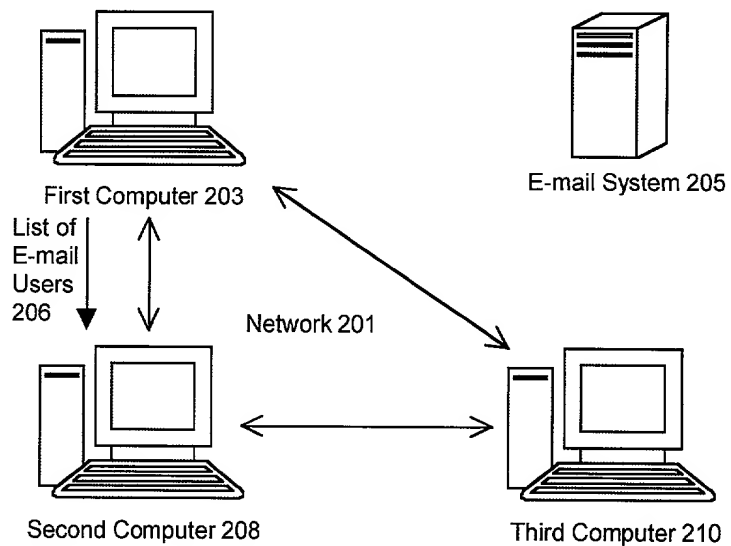 First Computer 203
E-mail System 205
List of
E-mail
Users
206
Network 201
Second Computer 208
Third Computer 210